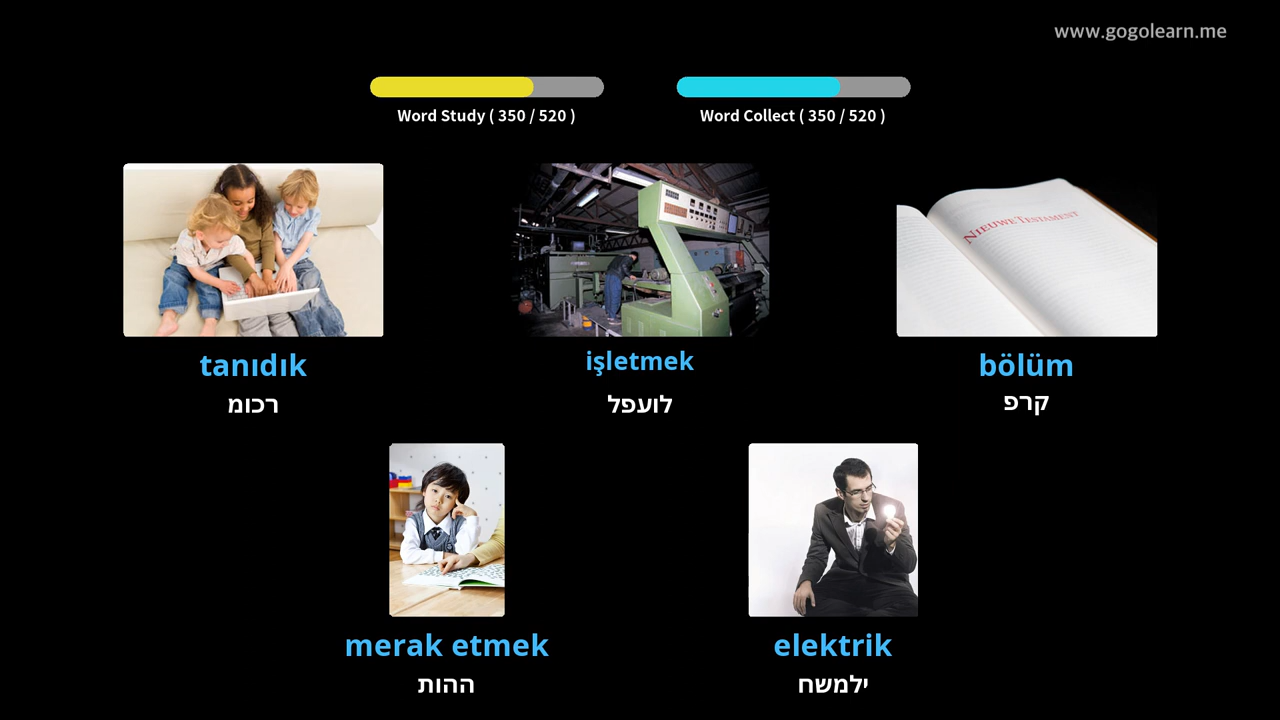 www.gogolearn.me
Word Study ( 350 / 520 )
Word Collect ( 350 / 520 )
tanıdık
רכומ
işletmek
לועפל
bölüm
קרפ
merak etmek
ההות
elektrik
ילמשח
NIEUWE TESTAMENT